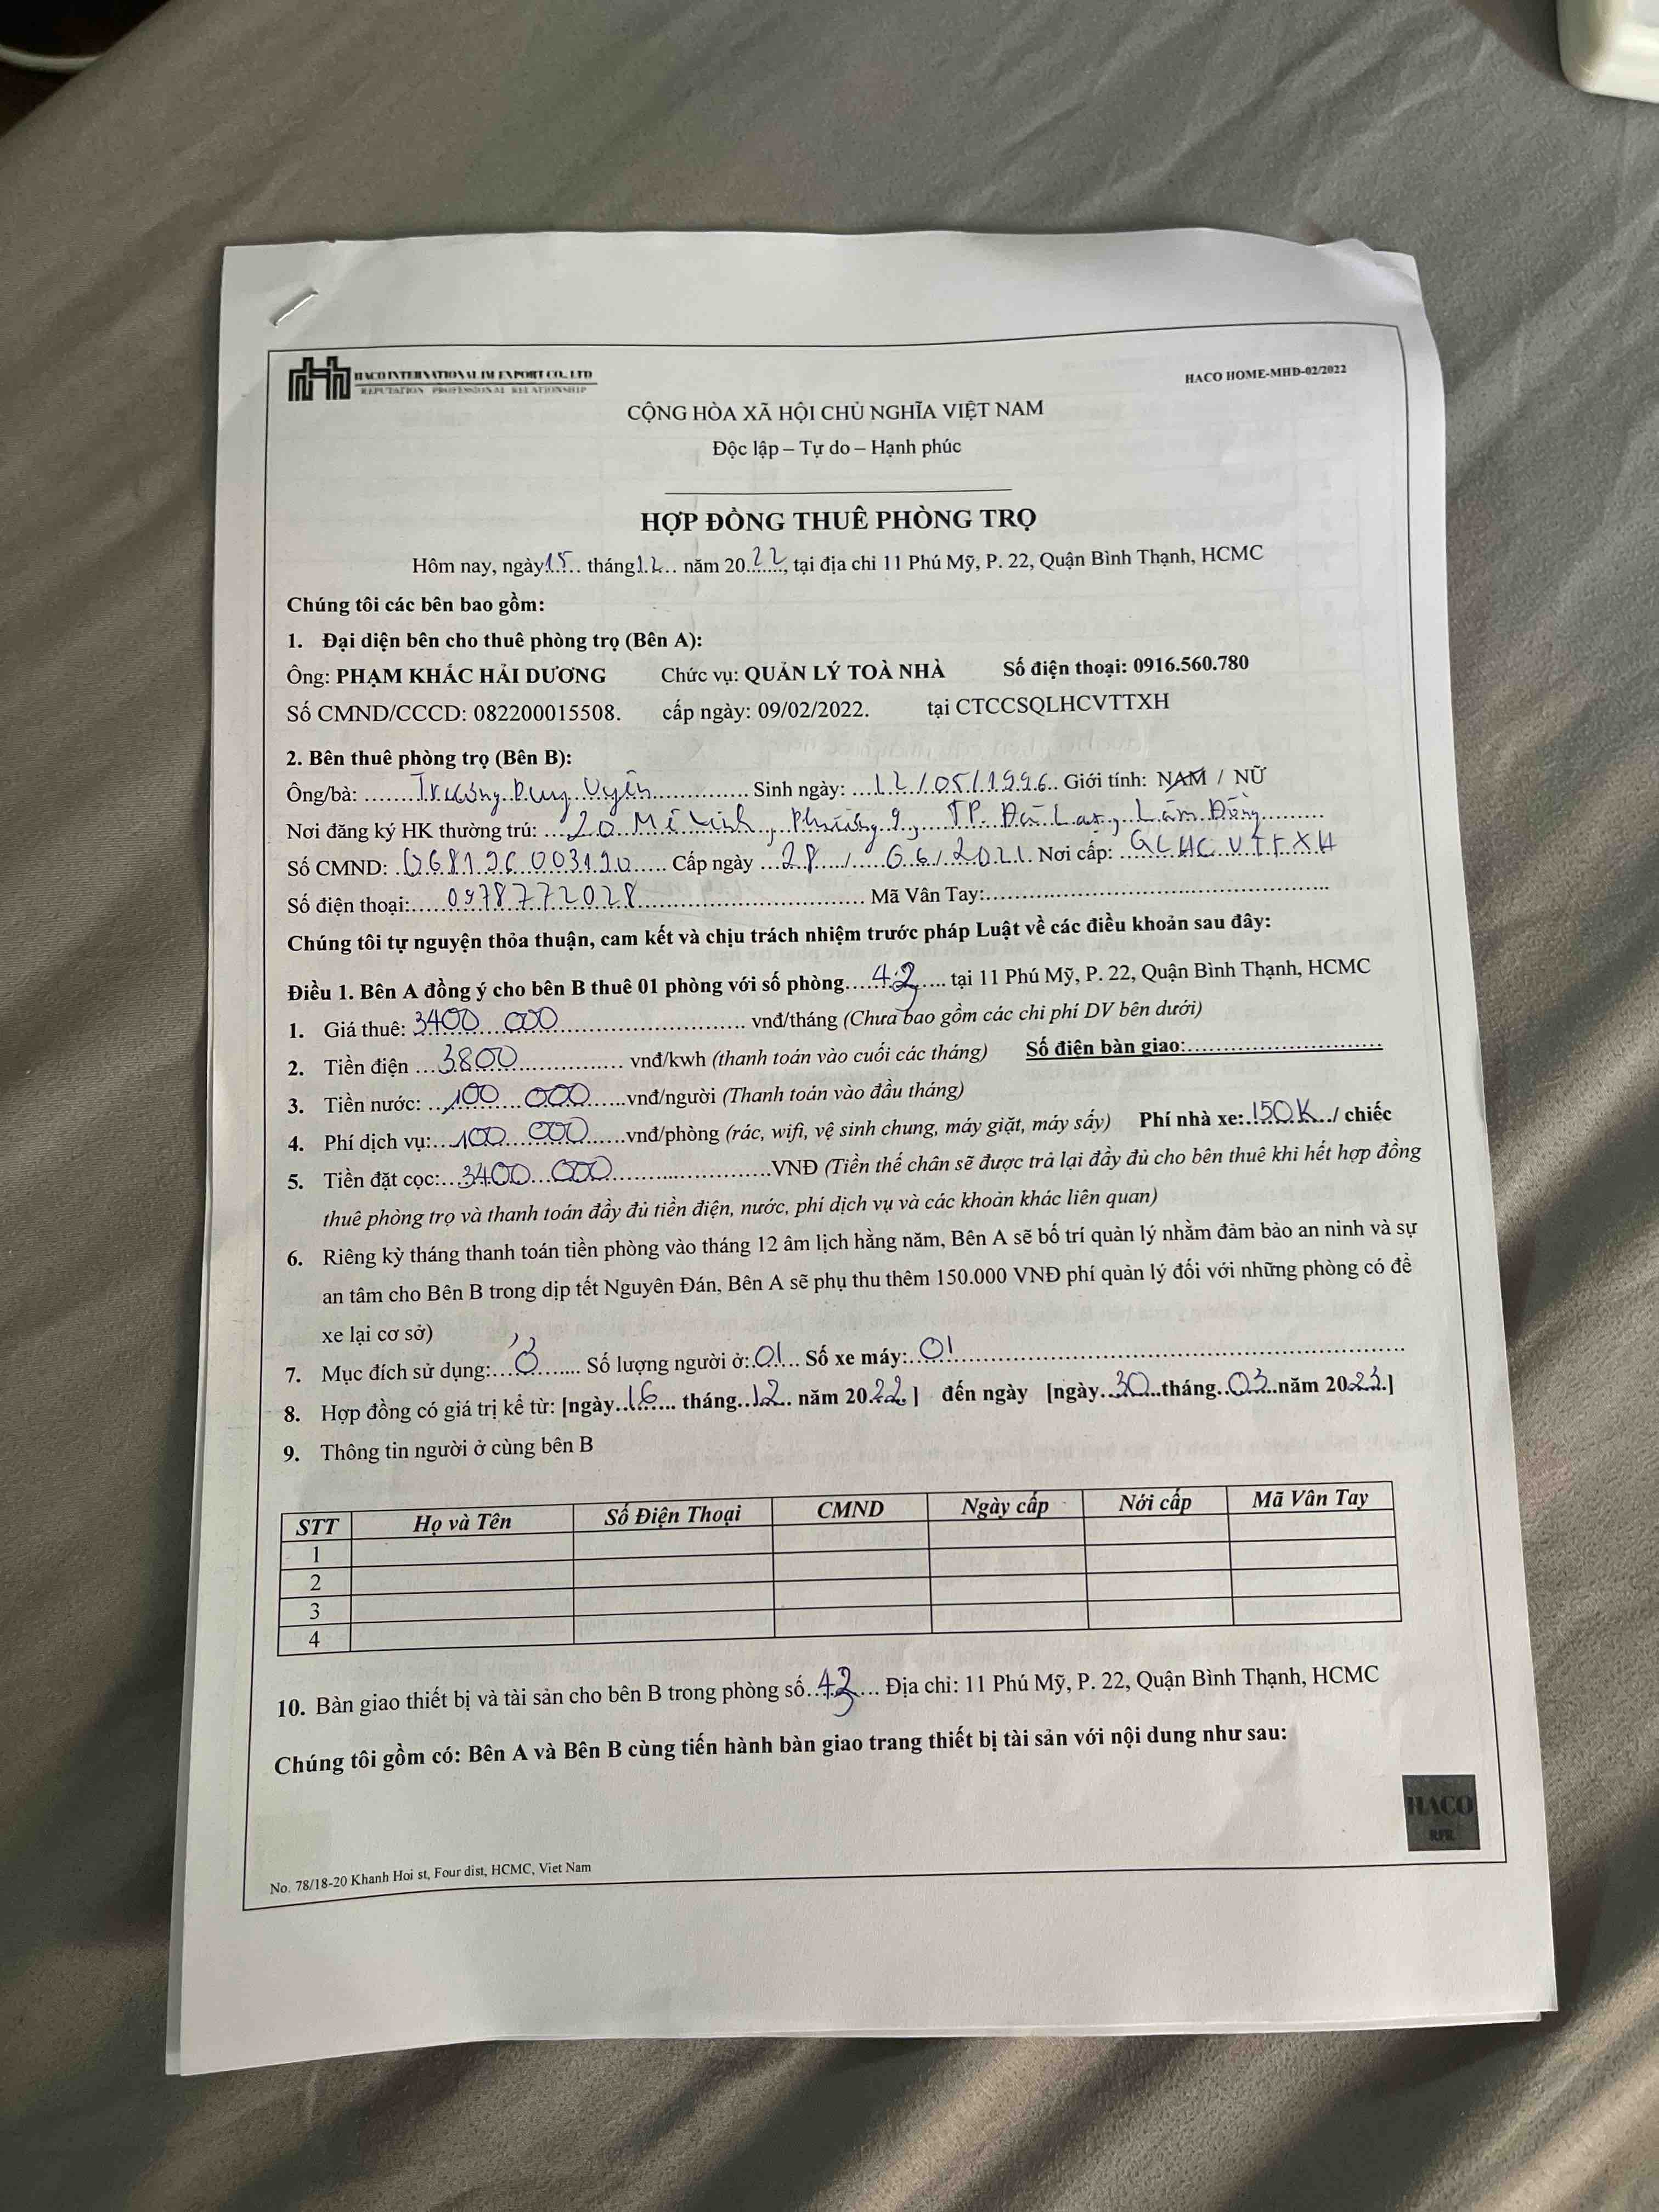 HACO INTERNATIONAL IM EXPORT CO., LTD
REPUTATION PROFESSIONAL RELATIONSHIP
HACO HOME-MHD-02/2022
CỘNG HÒA XÃ HỘI CHỦ NGHĨA VIỆT NAM
Độc lập – Tự do – Hạnh phúc
HỢP ĐỒNG THUÊ PHÒNG TRỌ
Hôm nay, ngày 15 tháng 12 năm 2022, tại địa chỉ 11 Phú Mỹ, P. 22, Quận Bình Thạnh, HCMC
Chúng tôi các bên bao gồm:
1. Đại diện bên cho thuê phòng trọ (Bên A):
Ông: PHẠM KHẮC HẢI DƯƠNG Chức vụ: QUẢN LÝ TOÀ NHÀ Số điện thoại: 0916.560.780
Số CMND/CCCD: 082200015508. cấp ngày: 09/02/2022. tại CTCCSQLHCVTTXH
2. Bên thuê phòng trọ (Bên B):
Ông/bà: Trương Uyên Sinh ngày: 12/05/1996 Giới tính: NAM / NỮ
Nơi đăng ký HK thường trú: 20 Mê Linh, Phường 9, TP. Đà Lạt, Lâm Đồng
Số CMND: 068196003190 Cấp ngày 28/06/2021 Nơi cấp: HC VTTXH
Số điện thoại: 0978772028 Mã Vân Tay:
Chúng tôi tự nguyện thỏa thuận, cam kết và chịu trách nhiệm trước pháp Luật về các điều khoản sau đây:
Điều 1. Bên A đồng ý cho bên B thuê 01 phòng với số phòng 42 tại 11 Phú Mỹ, P. 22, Quận Bình Thạnh, HCMC
1. Giá thuê: 3400 000 vnđ/tháng (Chưa bao gồm các chi phí DV bên dưới)
2. Tiền điện 3800 vnđ/kwh (thanh toán vào cuối các tháng) Số điện bàn giao:
3. Tiền nước: 100 000 vnđ/người (Thanh toán vào đầu tháng)
4. Phí dịch vụ: 100 000 vnđ/phòng (rác, wifi, vệ sinh chung, máy giặt, máy sấy) Phí nhà xe: 150K / chiếc
5. Tiền đặt cọc: 3400 000 VNĐ (Tiền thế chân sẽ được trả lại đầy đủ cho bên thuê khi hết hợp đồng
thuê phòng trọ và thanh toán đầy đủ tiền điện, nước, phí dịch vụ và các khoản khác liên quan)
6. Riêng kỳ tháng thanh toán tiền phòng vào tháng 12 âm lịch hằng năm, Bên A sẽ bố trí quản lý nhằm đảm bảo an ninh và sự
an tâm cho Bên B trong dịp tết Nguyên Đán, Bên A sẽ phụ thu thêm 150.000 VNĐ phí quản lý đối với những phòng có để
xe lại cơ sở)
7. Mục đích sử dụng: ở Số lượng người ở: 01 Số xe máy: 01
8. Hợp đồng có giá trị kể từ: [ngày 16 tháng 12 năm 2022] đến ngày [ngày 30 tháng 03 năm 2023]
9. Thông tin người ở cùng bên B
STT Họ và Tên Số Điện Thoại CMND Ngày cấp Nới cấp Mã Vân Tay
1
2
3
4
10. Bàn giao thiết bị và tài sản cho bên B trong phòng số Địa chỉ: 11 Phú Mỹ, P. 22, Quận Bình Thạnh, HCMC
Chúng tôi gồm có: Bên A và Bên B cùng tiến hành bàn giao trang thiết bị tài sản với nội dung như sau:
HACO
RPR
No. 78/18-20 Khanh Hoi st, Four dist, HCMC, Viet Nam